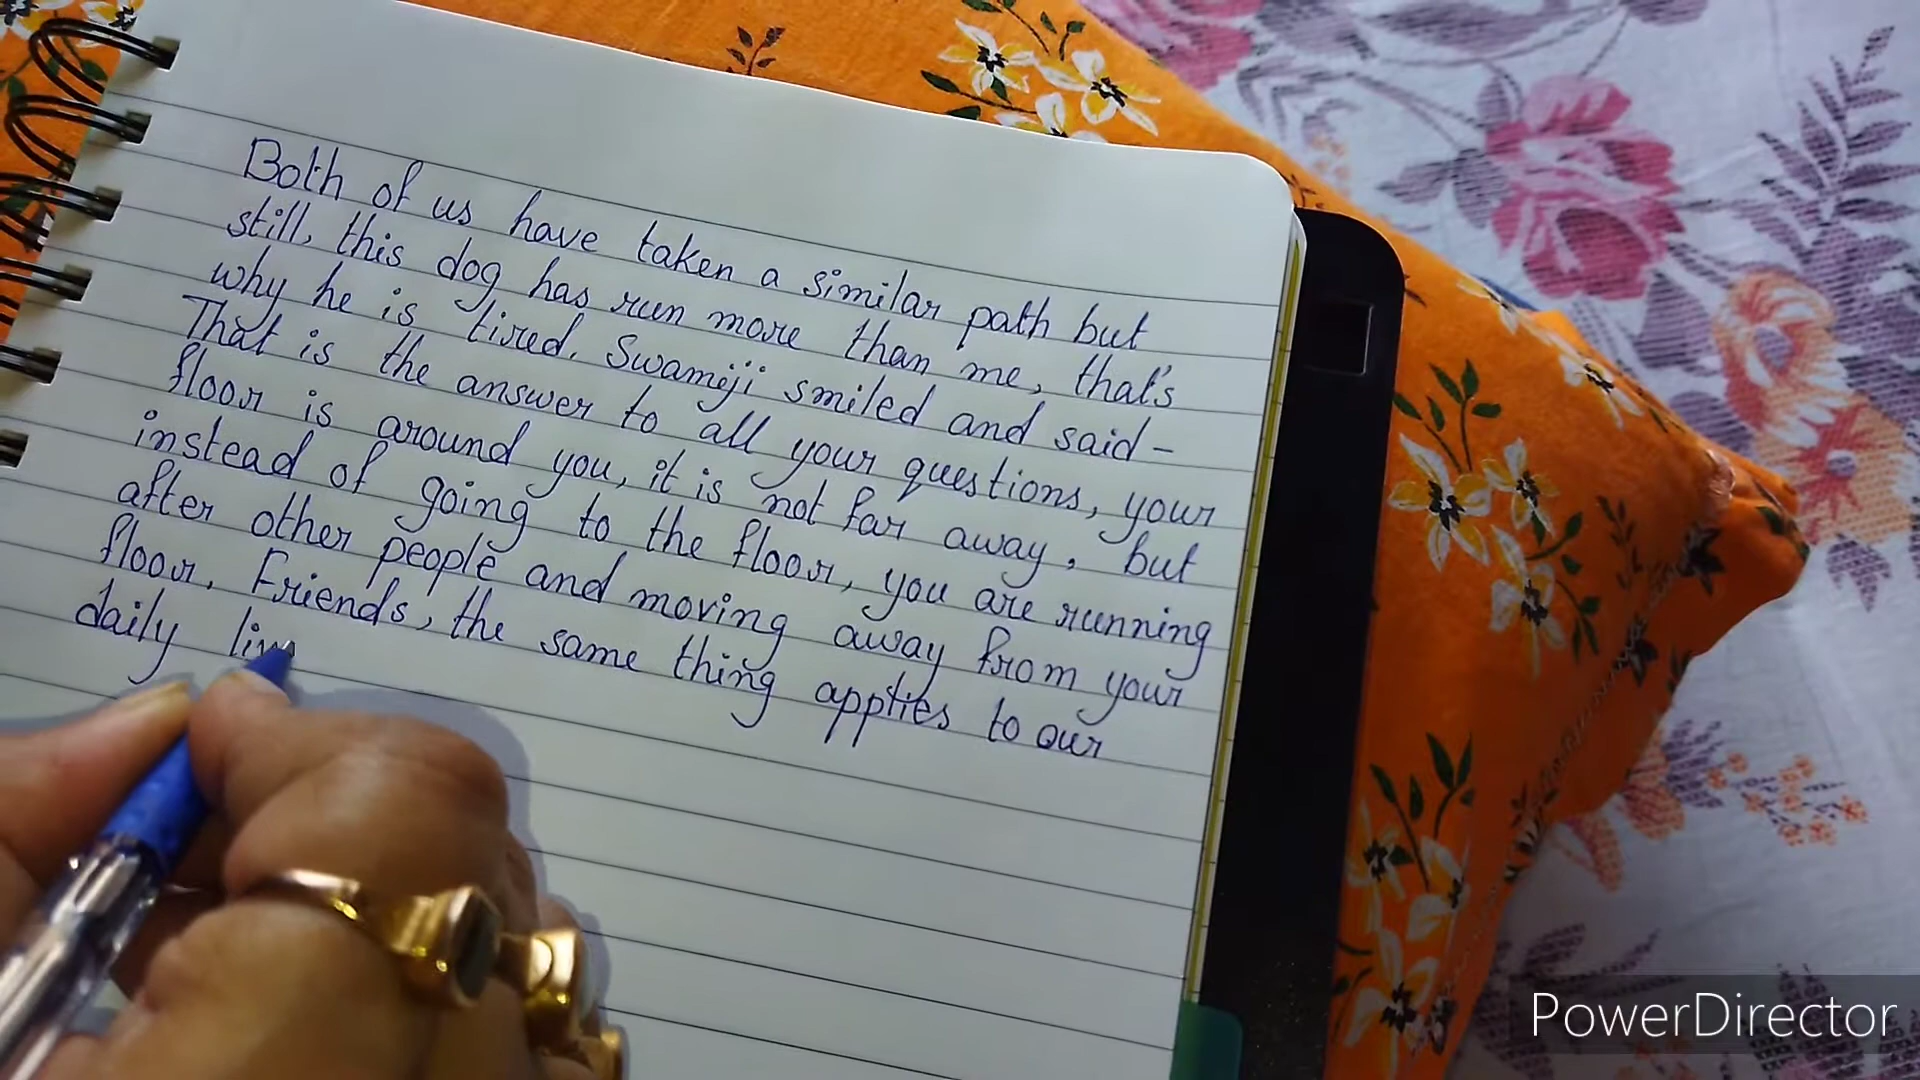 Both of us have taken a similar path but
still, this dog has run more than me, that's
why he is tired. Swamiji smiled and said-
That is the answer to all your questions, your
floor is around you, it is not far away, but
instead of going to the floor, you are running
after other people and moving away from your
floor. Friends, the same thing applies to our
daily
PowerDirector